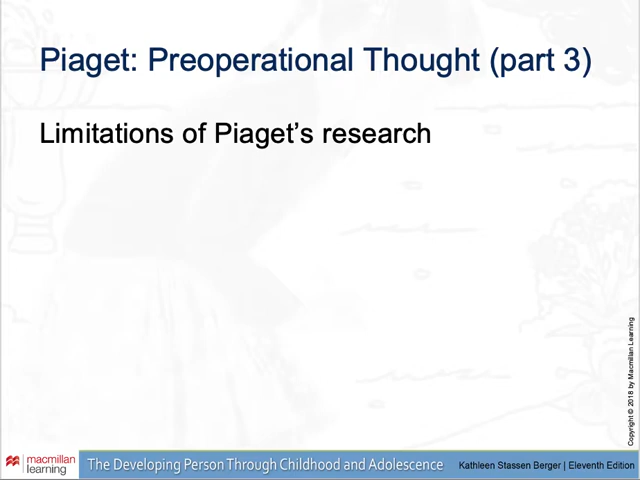 Piaget: Preoperational Thought (part 3)
Limitations of Piaget’s research
Copyright © 2018 by Macmillan Learning
macmillan
learning
The Developing Person Through Childhood and Adolescence
Kathleen Stassen Berger | Eleventh Edition